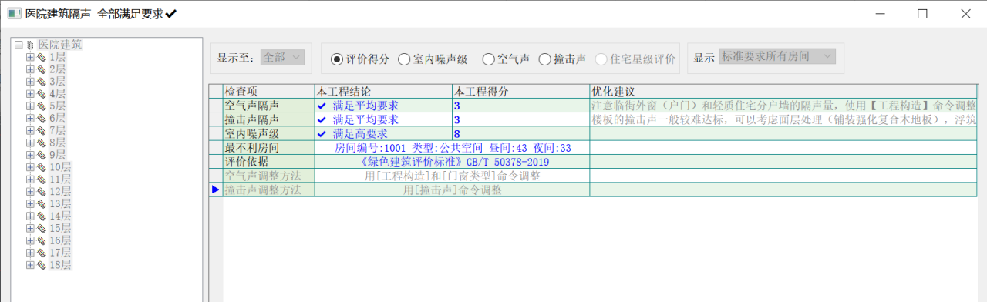 医院建筑隔声 全部满足要求✔
医院建筑
1层
2层
3层
4层
5层
6层
7层
8层
9层
10层
11层
12层
13层
14层
15层
16层
17层
18层
显示至: 全部
评价得分 室内噪声级 空气声 撞击声 住宅星级评价
显示 标准要求所有房间
检查项 本工程结论 本工程得分 优化建议
空气声隔声 ✔ 满足平均要求 3 注意临街外窗（户门）和轻质住宅分户墙的隔声量，使用【工程构造】命令调整
撞击声隔声 ✔ 满足平均要求 3 楼板的撞击声一般较难达标，可以考虑面层处理（铺装强化复合木地板），浮筑
室内噪声级 ✔ 满足高要求 8
最不利房间 房间编号:1001 类型:公共空间 昼间:43 夜间:33
评价依据 《绿色建筑评价标准》GB/T 50378-2019
空气声调整方法 用[工程构造]和[门窗类型]命令调整
撞击声调整方法 用[撞击声]命令调整